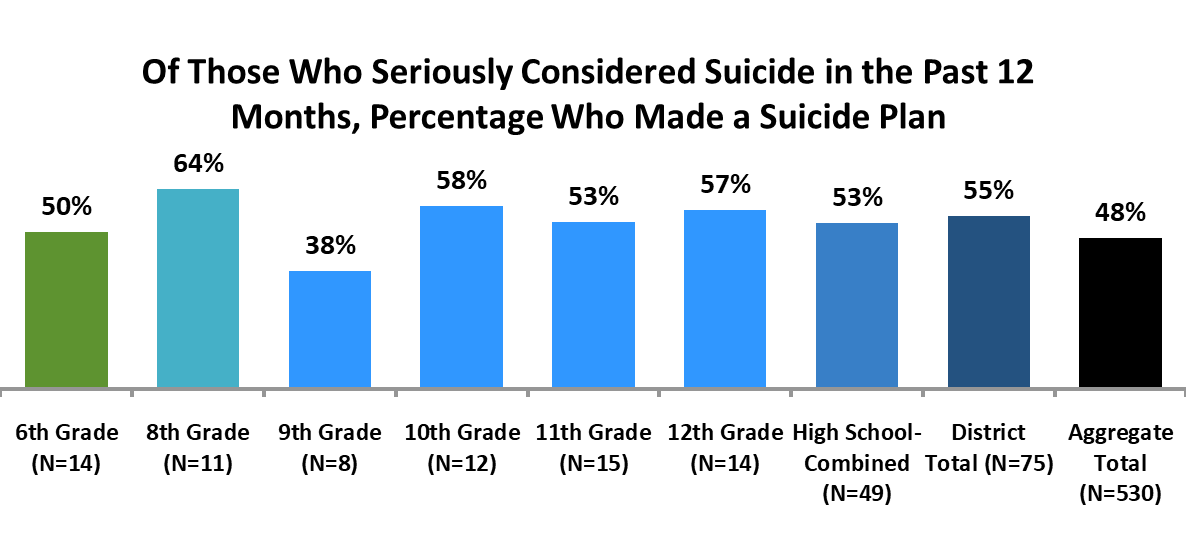 Of Those Who Seriously Considered Suicide in the Past 12
Months, Percentage Who Made a Suicide Plan
50%
64%
38%
58%
53%
57%
53%
55%
48%
6th Grade
(N=14)
8th Grade
(N=11)
9th Grade
(N=8)
10th Grade
(N=12)
11th Grade
(N=15)
12th Grade
(N=14)
High School-
Combined
(N=49)
District
Total (N=75)
Aggregate
Total
(N=530)